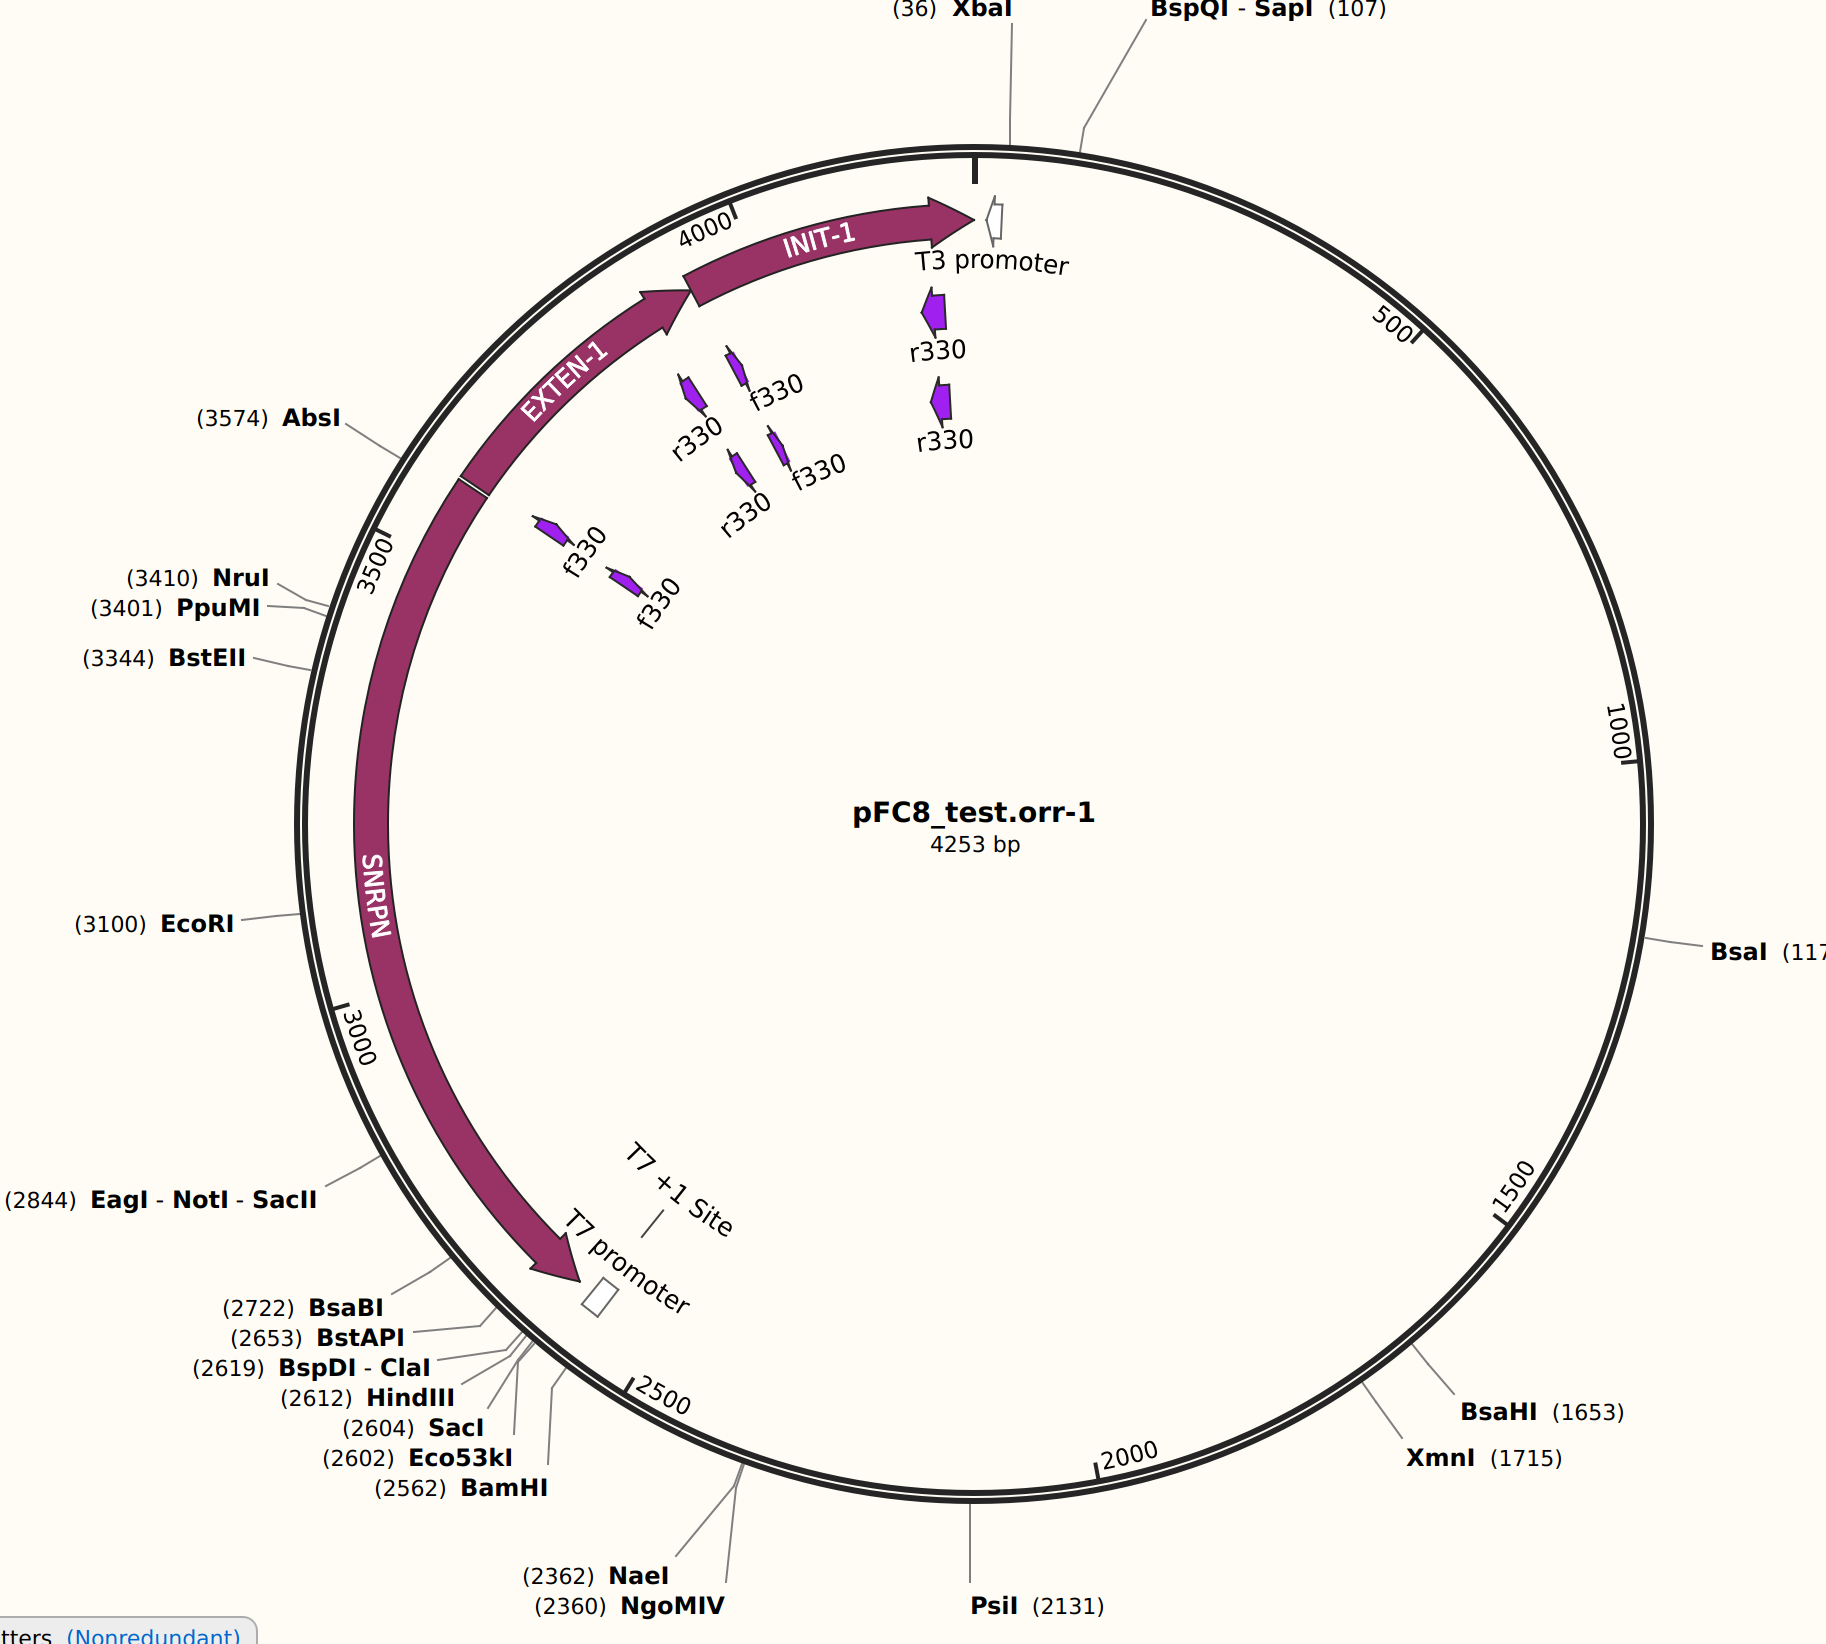 (36) XbaI
BspQI - SapI (107)
4000
INIT-1
T3 promoter
500
EXTEN-1
r330
f330
r330
r330
f330
r330
(3574) AbsI
3500
f330
f330
(3410) NruI
(3401) PpuMI
(3344) BstEII
1000
pFC8_test.orr-1
4253 bp
SNRPN
(3100) EcoRI
BsaI (117
3000
T7 +1 Site
1500
(2844) EagI - NotI - SacII
T7 promoter
(2722) BsaBI
(2653) BstAPI
(2619) BspDI - ClaI
(2612) HindIII
(2604) SacI
(2602) Eco53kI
(2562) BamHI
2500
2000
BsaHI (1653)
XmnI (1715)
(2362) NaeI
(2360) NgoMIV
PsiI (2131)
tters (Nonredundant)